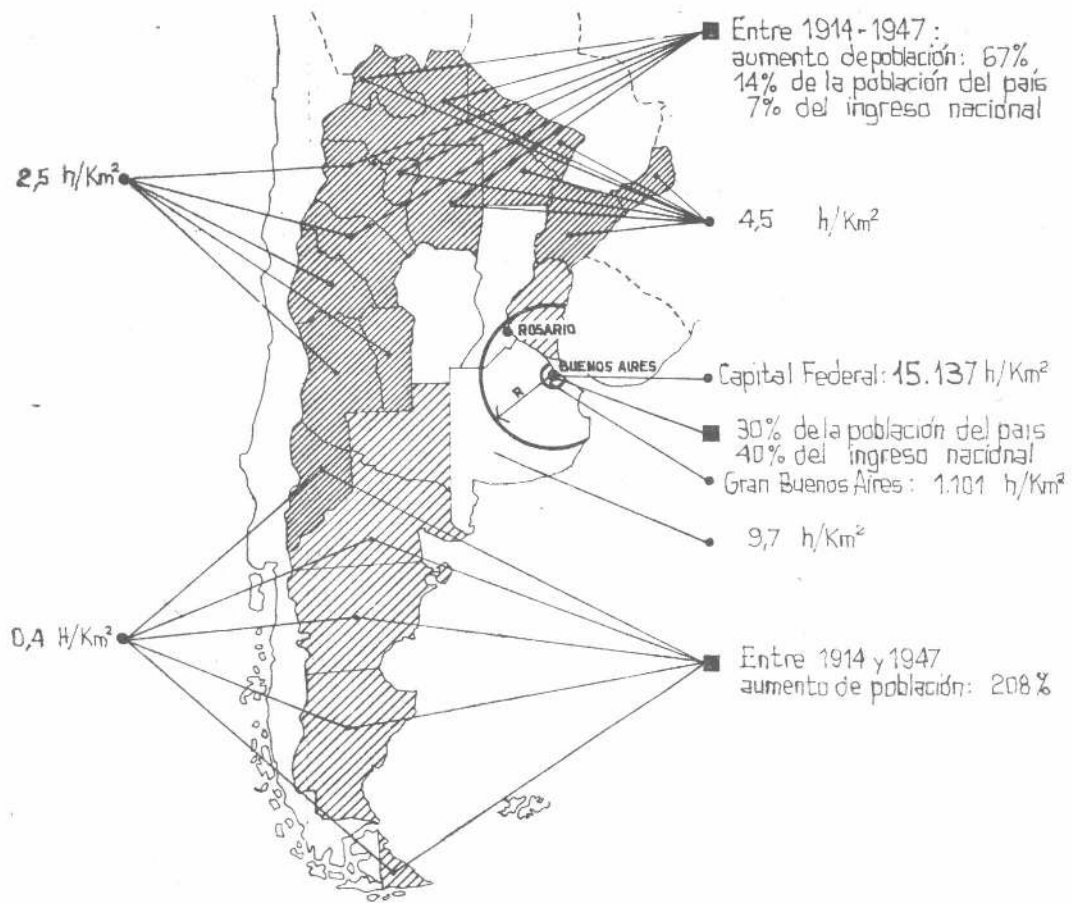 Entre 1914-1947:
aumento de población: 67%
14% de la población del país
7% del ingreso nacional
2,5 h/Km²
4,5 h/Km²
ROSARIO
BUENOS AIRES
R
Capital Federal: 15.137 h/Km²
30% de la población del pais
40% del ingreso nacional
Gran Buenos Aires: 1.101 h/Km²
9,7 h/Km²
0,4 H/Km²
Entre 1914 y 1947
aumento de población: 208%